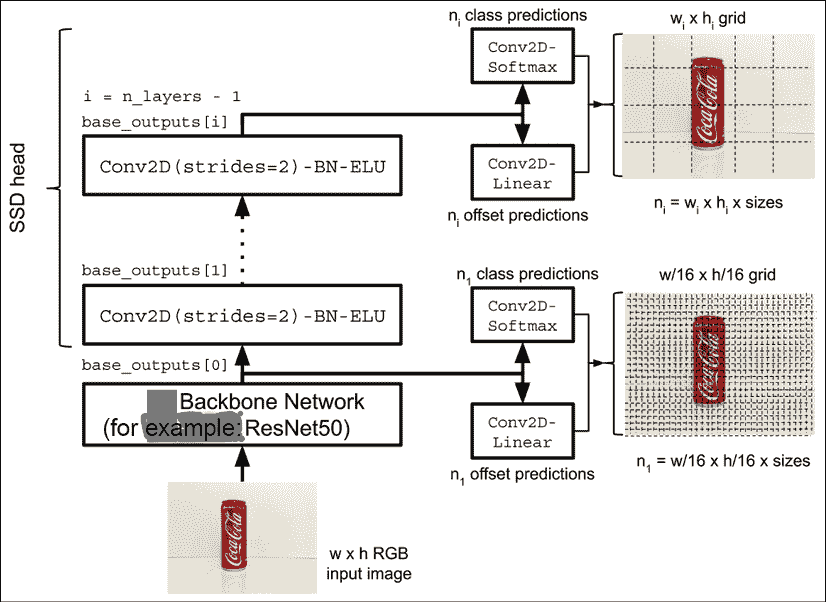 n_i class predictions
w_i x h_i grid
Conv2D-
Softmax
i = n_layers - 1
base_outputs[i]
Coca-Cola
Conv2D(strides=2)-BN-ELU
Conv2D-
Linear
SSD head
n_i offset predictions
n_i = w_i x h_i x sizes
base_outputs[1]
n_1 class predictions
w/16 x h/16 grid
Conv2D(strides=2)-BN-ELU
Conv2D-
Softmax
Coca-Cola
base_outputs[0]
Backbone Network
(for example: ResNet50)
Conv2D-
Linear
n_1 offset predictions
n_1 = w/16 x h/16 x sizes
Coca-Cola
w x h RGB
input image